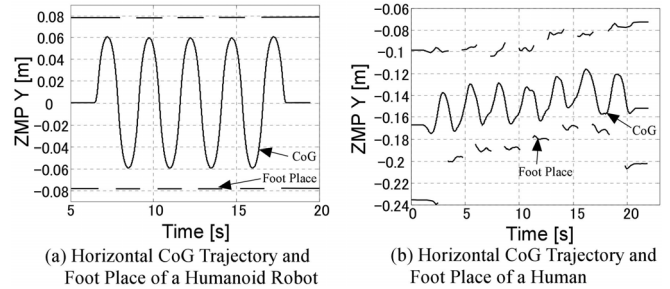 0.08
0.06
0.04
0.02
0
−0.02
−0.04
−0.06
−0.08
ZMP Y [m]
CoG
Foot Place
5
10
15
20
Time [s]
(a) Horizontal CoG Trajectory and
Foot Place of a Humanoid Robot
-0.06
-0.08
-0.1
-0.12
-0.14
-0.16
-0.18
-0.2
-0.24
ZMP Y [m]
CoG
Foot Place
0
5
10
15
20
Time [s]
(b) Horizontal CoG Trajectory and
Foot Place of a Human